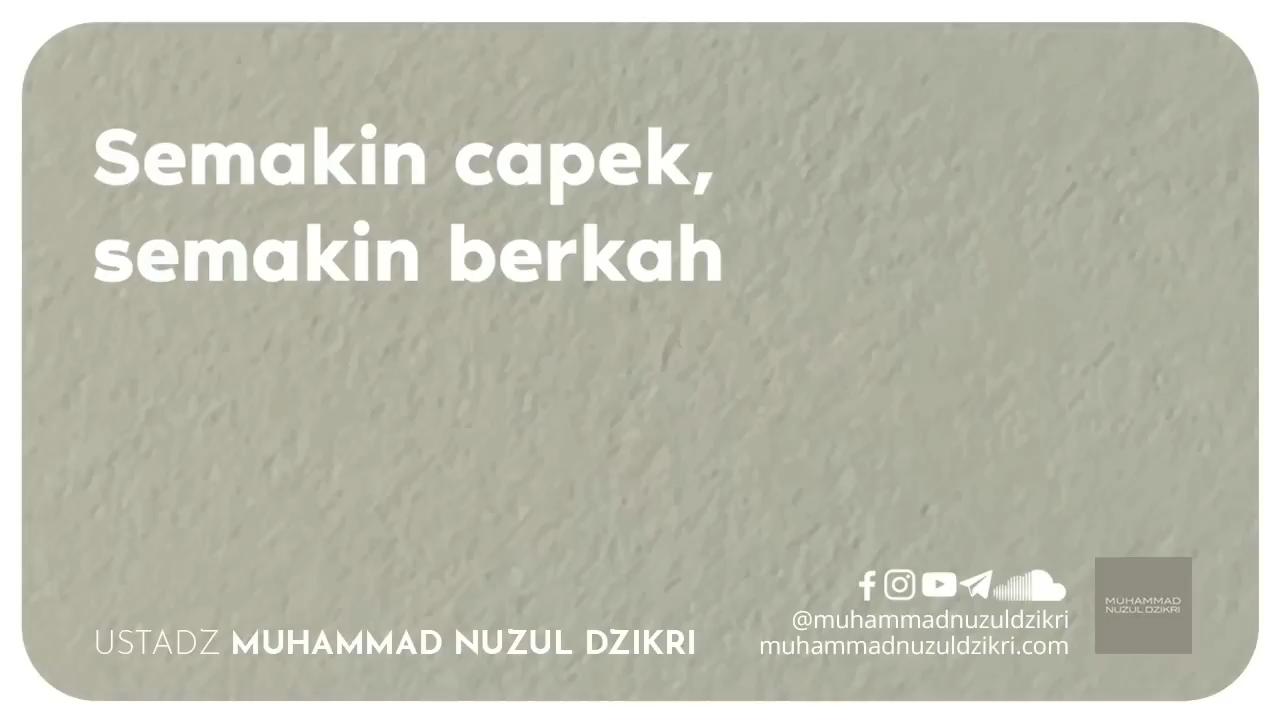 Semakin capek,
semakin berkah
USTADZ MUHAMMAD NUZUL DZIKRI
@muhammadnuzuldzikri
muhammadnuzuldzikri.com
MUHAMMAD
NUZUL DZIKRI